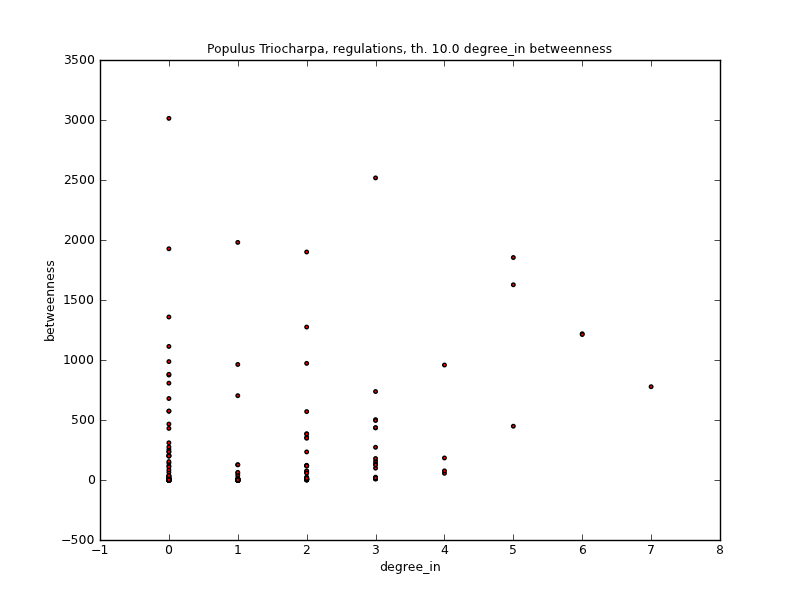 Populus Triocharpa, regulations, th. 10.0 degree_in betweenness
3500
3000
2500
2000
1500
1000
500
0
−500
betweenness
−1 0 1 2 3 4 5 6 7 8
degree_in